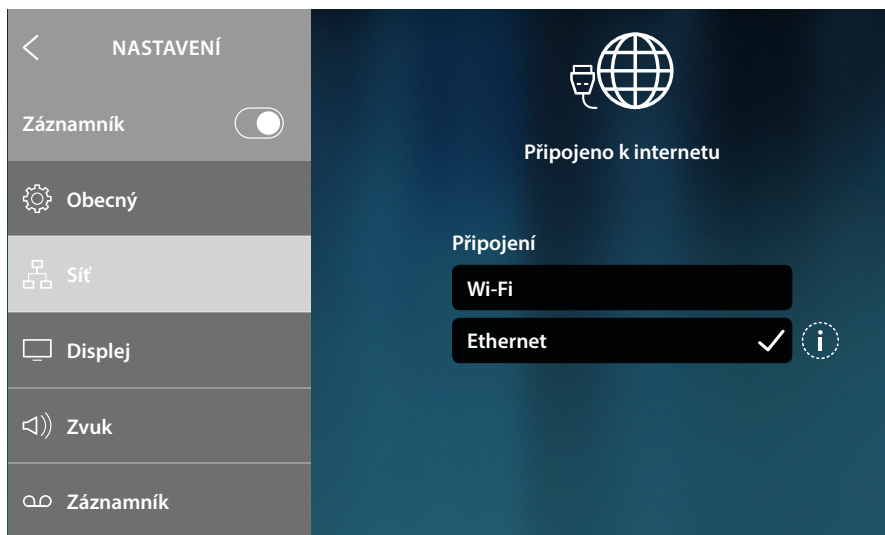 NASTAVENÍ
Záznamník
Obecný
Síť
Displej
Zvuk
Záznamník
Připojeno k internetu
Připojení
Wi-Fi
Ethernet
i